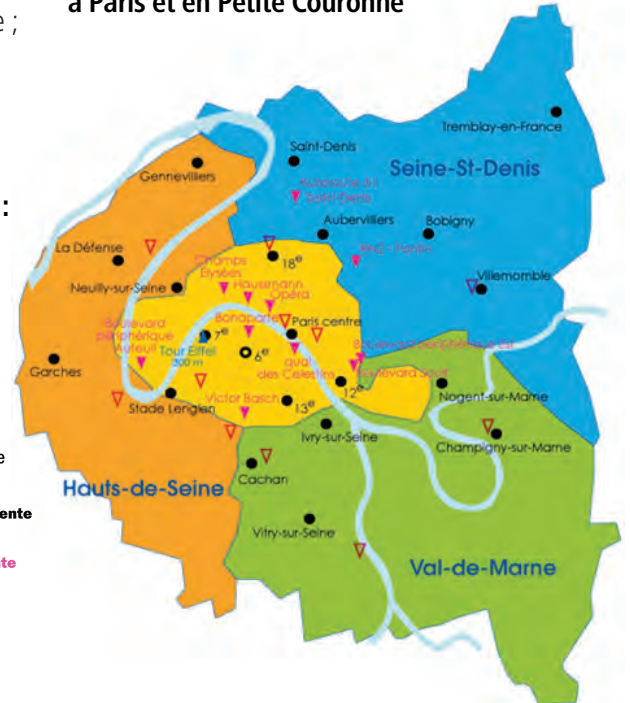 à Paris et en Petite Couronne
e ;
:
Tremblay-en-France
Saint-Denis
Seine-St-Denis
Gennevilliers
Autoroute A1
Saint-Denis
Aubervilliers
Bobigny
La Défense
18e
RN2 - Pantin
Champs
Elysées
Villemomble
Neuilly-sur-Seine
Haussmann
Opéra
Bonaparte
Paris centre
Boulevard
périphérique
Auteuil
7e
Tour Eiffel
300 m
6e
quai
des Célestins
Boulevard périphérique Est
Boulevard Soult
Garches
12e
Nogent-sur-Marne
Stade Lenglen
Victor Basch
13e
Ivry-sur-Seine
Champigny-sur-Marne
e
Cachan
Hauts-de-Seine
ente
Vitry-sur-Seine
nte
Val-de-Marne